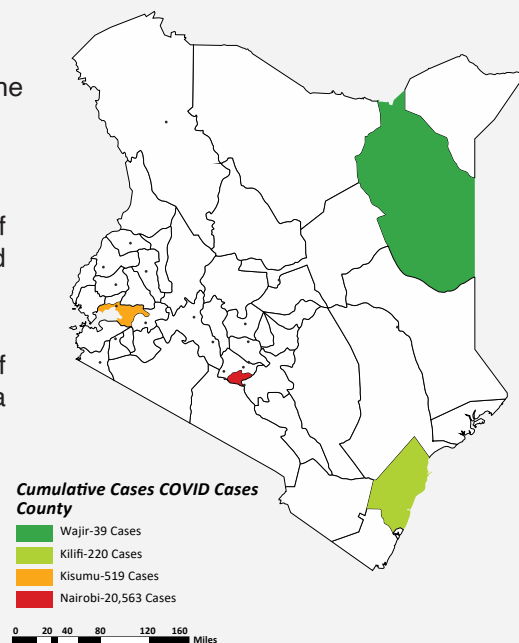 ne
f
d
f
a
Cumulative Cases COVID Cases
County
Wajir-39 Cases
Kilifi-220 Cases
Kisumu-519 Cases
Nairobi-20,563 Cases
0 20 40 80 120 160
Miles